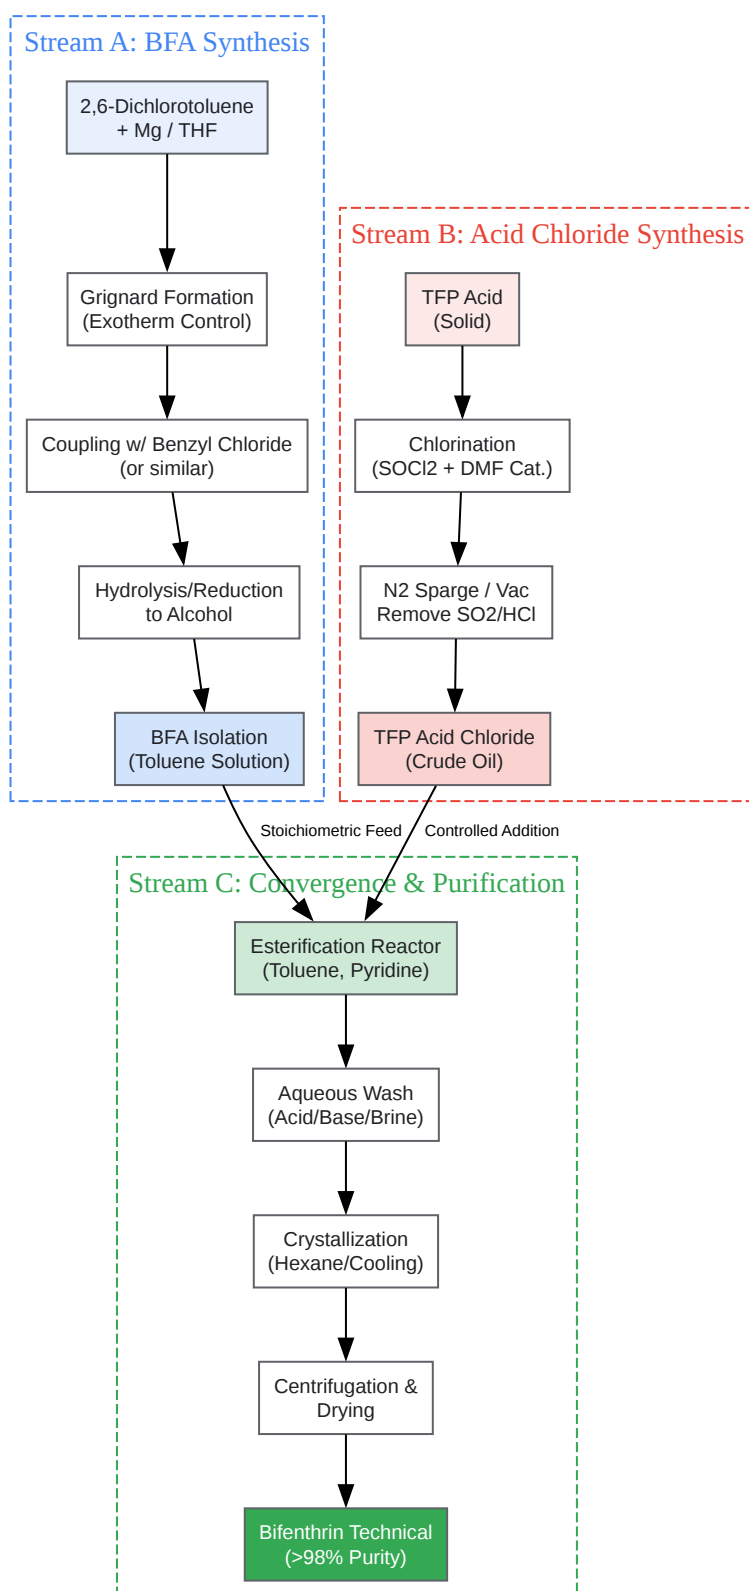 Stream A: BFA Synthesis
2,6-Dichlorotoluene
+ Mg / THF
Grignard Formation
(Exotherm Control)
Coupling w/ Benzyl Chloride
(or similar)
Hydrolysis/Reduction
to Alcohol
BFA Isolation
(Toluene Solution)
Stream B: Acid Chloride Synthesis
TFP Acid
(Solid)
Chlorination
(SOCl2 + DMF Cat.)
N2 Sparge / Vac
Remove SO2/HCl
TFP Acid Chloride
(Crude Oil)
Stoichiometric Feed
Controlled Addition
Stream C: Convergence & Purification
Esterification Reactor
(Toluene, Pyridine)
Aqueous Wash
(Acid/Base/Brine)
Crystallization
(Hexane/Cooling)
Centrifugation &
Drying
Bifenthrin Technical
(>98% Purity)